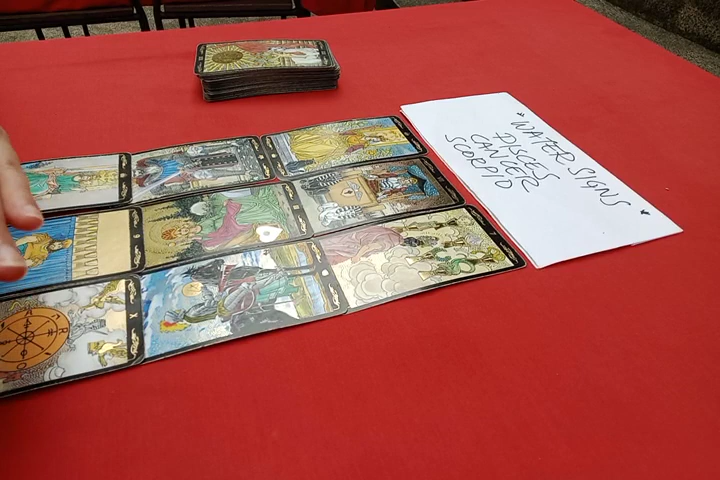 *WATER SIGNS*
PISCES
CANCER
SCORPIO
X